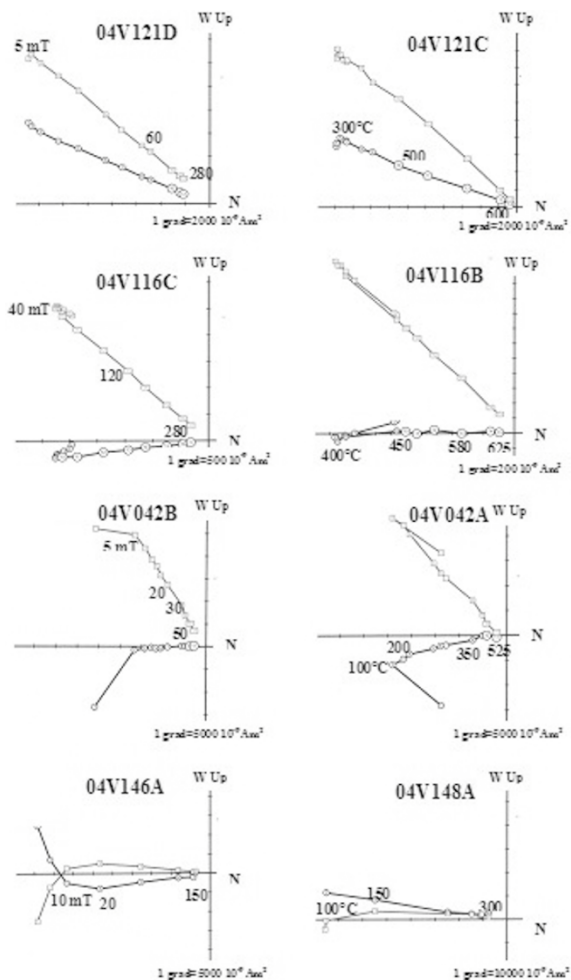 W Up
04V121D
5 mT
60
280
N
1 grad=2000 10⁻⁶ Am²
W Up
04V121C
300°C
500
600
N
1 grad=2000 10⁻⁶ Am²
W Up
04V116C
40 mT
120
280
N
1 grad=500 10⁻⁶ Am²
W Up
04V116B
400°C
450
580
625
N
1 grad=200 10⁻⁶ Am²
W Up
04V042B
5 mT
20
30
50
N
1 grad=5000 10⁻⁶ Am²
W Up
04V042A
200
100°C
350
525
N
1 grad=5000 10⁻⁶ Am²
W Up
04V146A
10 mT
20
150
N
1 grad=5000 10⁻⁶ Am²
W Up
04V148A
100°C
150
300
N
1 grad=10000 10⁻⁶ Am²